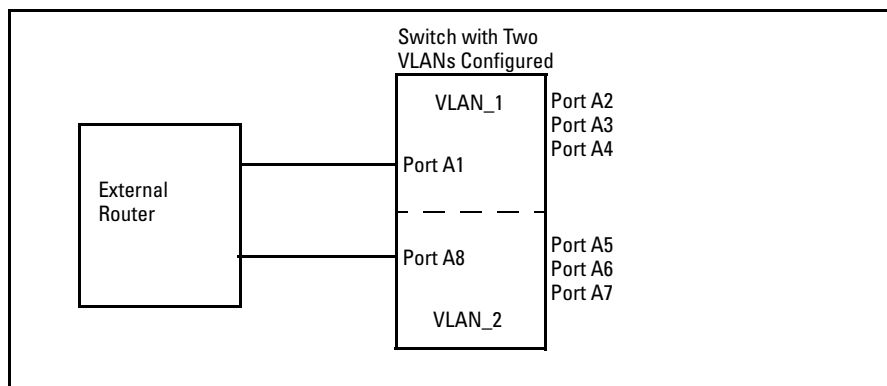 Switch with Two
VLANs Configured
VLAN_1
Port A2
Port A3
Port A4
Port A1
External
Router
Port A8
Port A5
Port A6
Port A7
VLAN_2